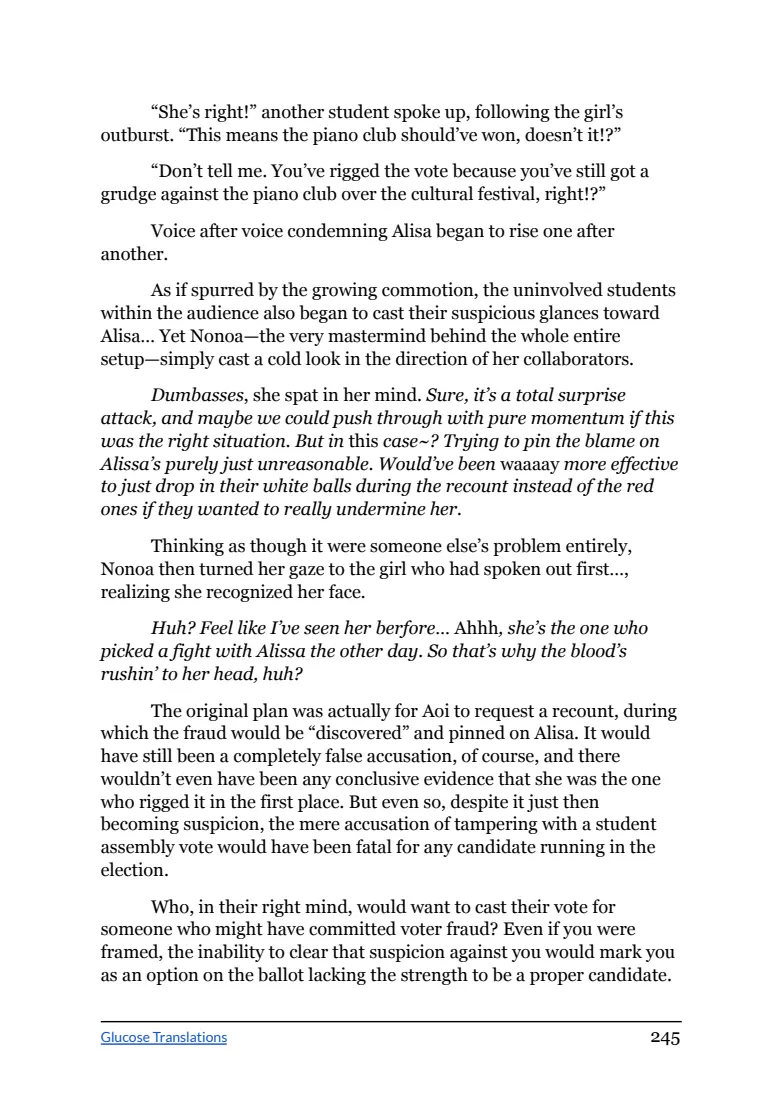 “She’s right!” another student spoke up, following the girl’s
outburst. “This means the piano club should’ve won, doesn’t it!?”
“Don’t tell me. You’ve rigged the vote because you’ve still got a
grudge against the piano club over the cultural festival, right!?”
Voice after voice condemning Alisa began to rise one after
another.
As if spurred by the growing commotion, the uninvolved students
within the audience also began to cast their suspicious glances toward
Alisa… Yet Nonoa—the very mastermind behind the whole entire
setup—simply cast a cold look in the direction of her collaborators.
Dumbasses, she spat in her mind. Sure, it’s a total surprise
attack, and maybe we could push through with pure momentum if this
was the right situation. But in this case~? Trying to pin the blame on
Alissa’s purely just unreasonable. Would’ve been waaaay more effective
to just drop in their white balls during the recount instead of the red
ones if they wanted to really undermine her.
Thinking as though it were someone else’s problem entirely,
Nonoa then turned her gaze to the girl who had spoken out first…,
realizing she recognized her face.
Huh? Feel like I’ve seen her berfore… Ahhh, she’s the one who
picked a fight with Alissa the other day. So that’s why the blood’s
rushin’ to her head, huh?
The original plan was actually for Aoi to request a recount, during
which the fraud would be “discovered” and pinned on Alisa. It would
have still been a completely false accusation, of course, and there
wouldn’t even have been any conclusive evidence that she was the one
who rigged it in the first place. But even so, despite it just then
becoming suspicion, the mere accusation of tampering with a student
assembly vote would have been fatal for any candidate running in the
election.
Who, in their right mind, would want to cast their vote for
someone who might have committed voter fraud? Even if you were
framed, the inability to clear that suspicion against you would mark you
as an option on the ballot lacking the strength to be a proper candidate.
Glucose Translations
245